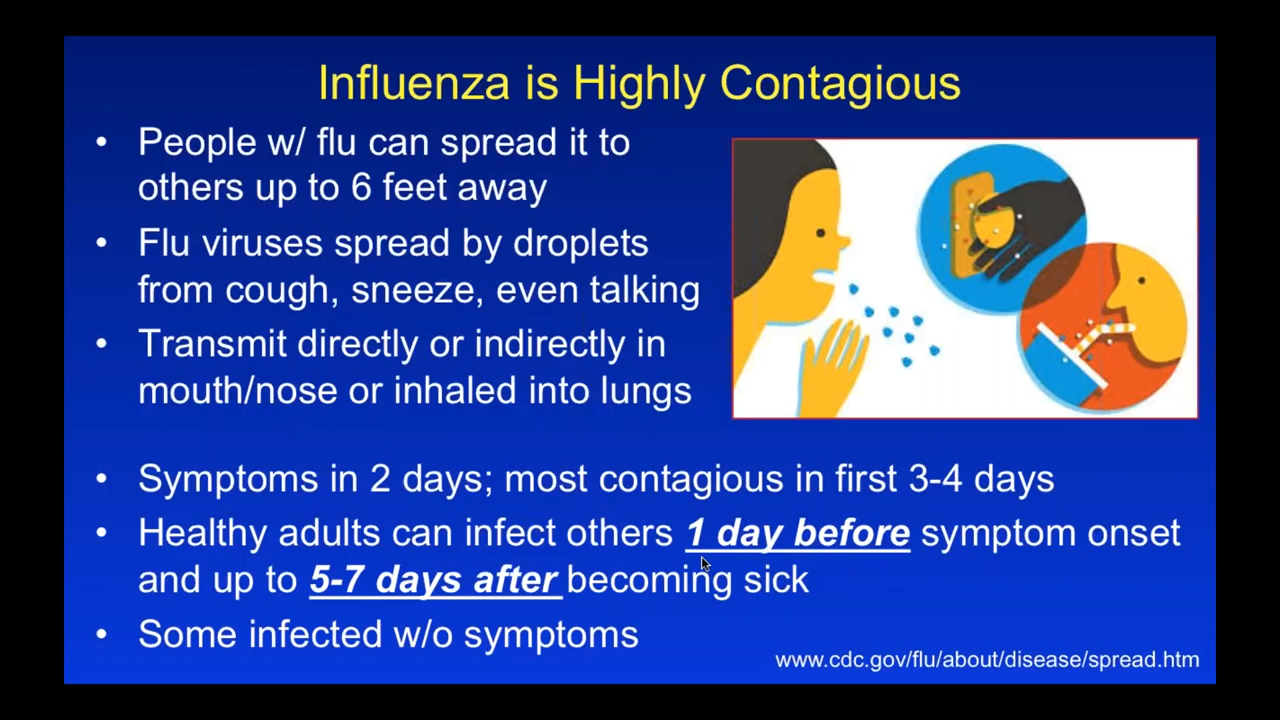 Influenza is Highly Contagious
• People w/ flu can spread it to
others up to 6 feet away
• Flu viruses spread by droplets
from cough, sneeze, even talking
• Transmit directly or indirectly in
mouth/nose or inhaled into lungs
• Symptoms in 2 days; most contagious in first 3-4 days
• Healthy adults can infect others 1 day before symptom onset
and up to 5-7 days after becoming sick
• Some infected w/o symptoms
www.cdc.gov/flu/about/disease/spread.htm